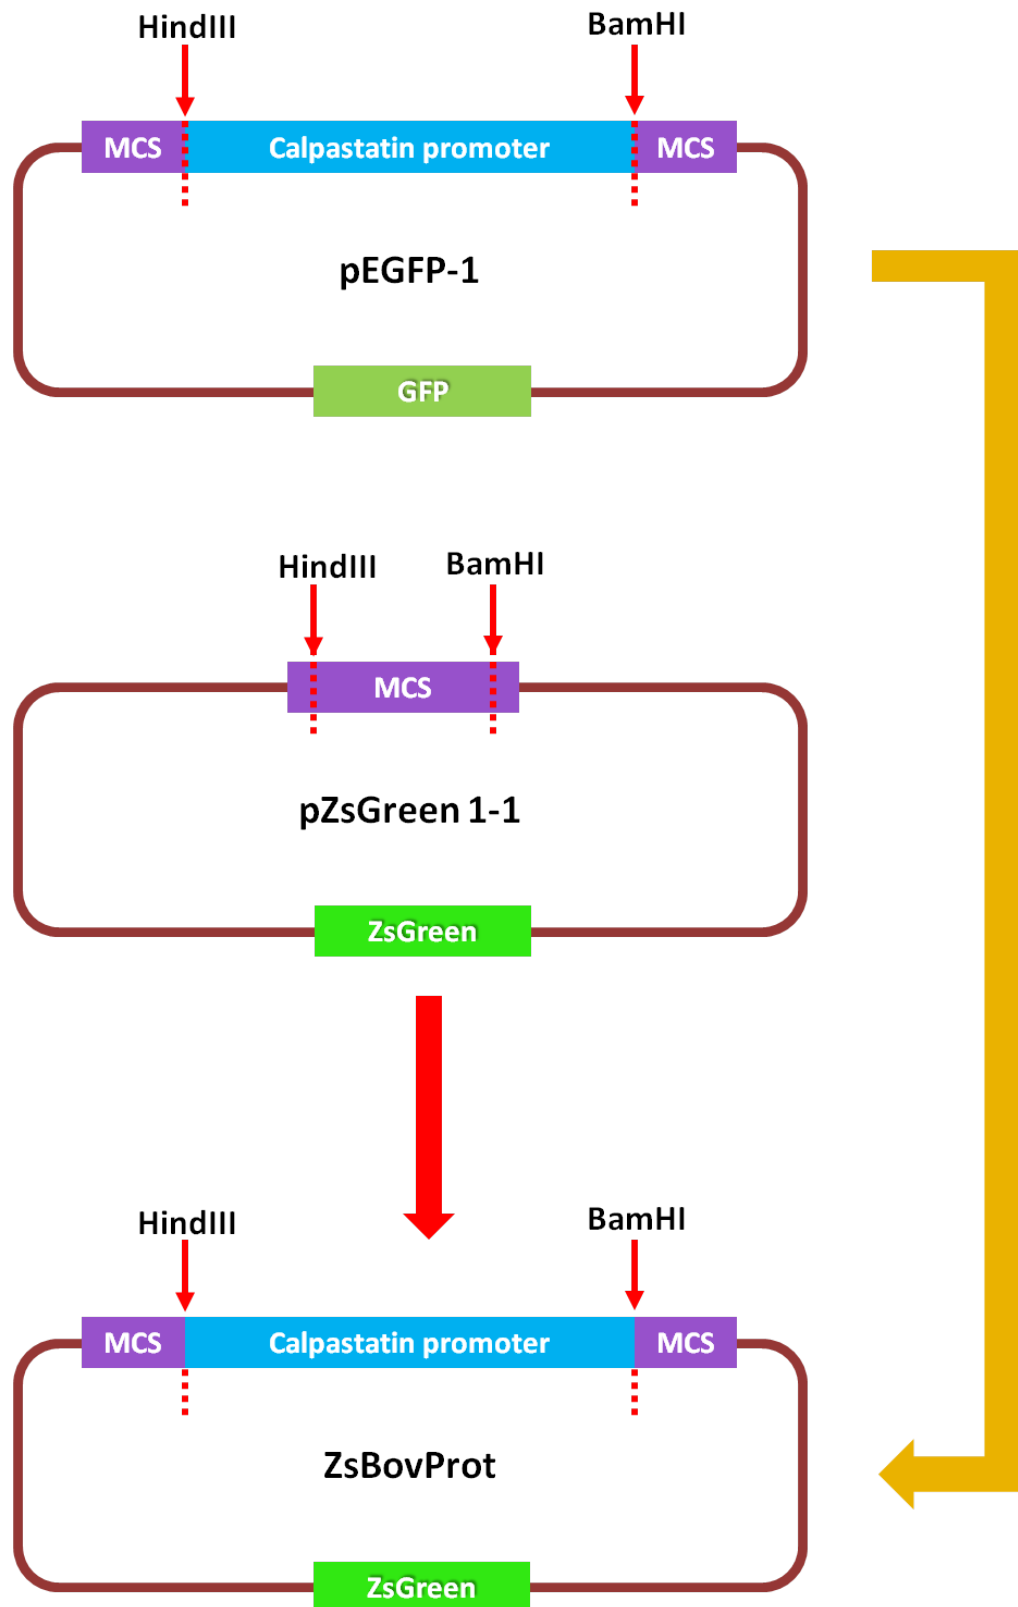 HindIII BamHI
MCS Calpastatin promoter MCS
pEGFP-1
GFP
HindIII BamHI
MCS
pZsGreen 1-1
ZsGreen
HindIII BamHI
MCS Calpastatin promoter MCS
ZsBovProt
ZsGreen